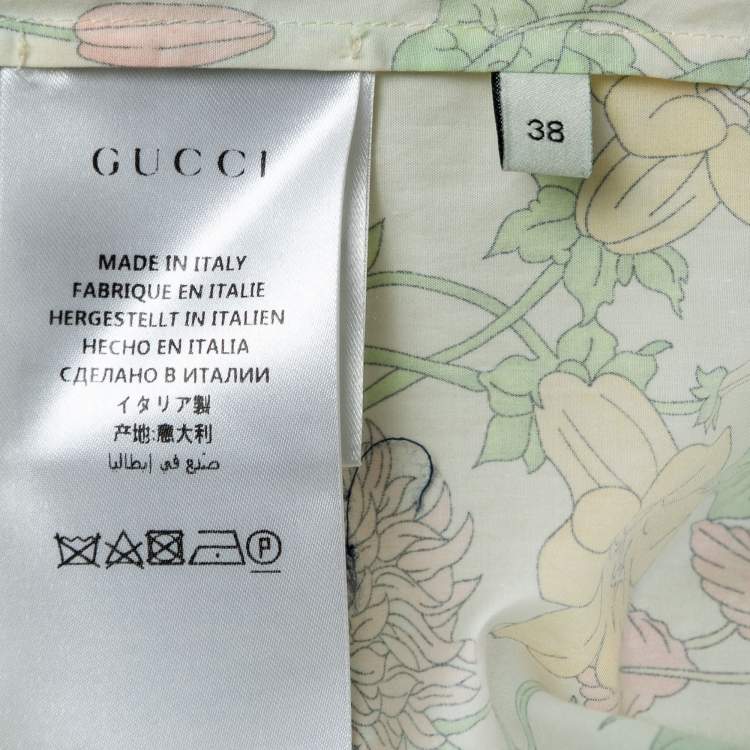 GUCCI
MADE IN ITALY
FABRIQUE EN ITALIE
HERGESTELLT IN ITALIEN
HECHO EN ITALIA
СДЕЛАНО В ИТАЛИИ
イタリア製
产地:意大利
صنع في إيطاليا
P
38